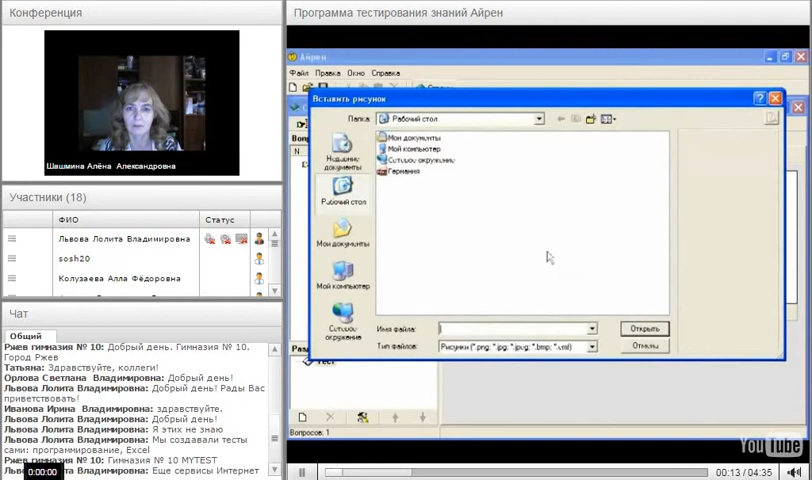 Конференция
Программа тестирования знаний Айрен
Шашмина Алёна Александровна
Участники (18)
ФИО
Статус
Львова Лолита Владимировна
sosh20
Колузаева Алла Фёдоровна
Чат
Общий
Ржев гимназия № 10: Добрый день. Гимназия № 10.
Город Ржев
Татьяна: Здравствуйте, коллеги!
Орлова Светлана Владимировна: Добрый день!
Львова Лолита Владимировна: Добрый день! Рады Вас
приветствовать!
Иванова Ирина Владимировна: здравствуйте.
Львова Лолита Владимировна: Добрый день!
Львова Лолита Владимировна: Я этих не знаю
Львова Лолита Владимировна: Мы создавали тесты
сами: программирование, Excel
Ржев гимназия № 10: Гимназия № 10 MYTEST
Львова Лолита Владимировна: Еще сервисы Интернет
0:00:00
Айрен
Файл Правка Окно Справка
Вставить рисунок
Папка:
Рабочий стол
Недавние
документы
Рабочий стол
Мои документы
Мой компьютер
Сетевое
окружение
Мои документы
Мой компьютер
Сетевое окружение
Германия
Имя файла:
Открыть
Тип файлов:
Рисунки (*.png; *.jpg; *.jpeg; *.bmp; *.xml)
Отмена
N
Тест
Вопросов: 1
YouTube
00:13 / 04:35